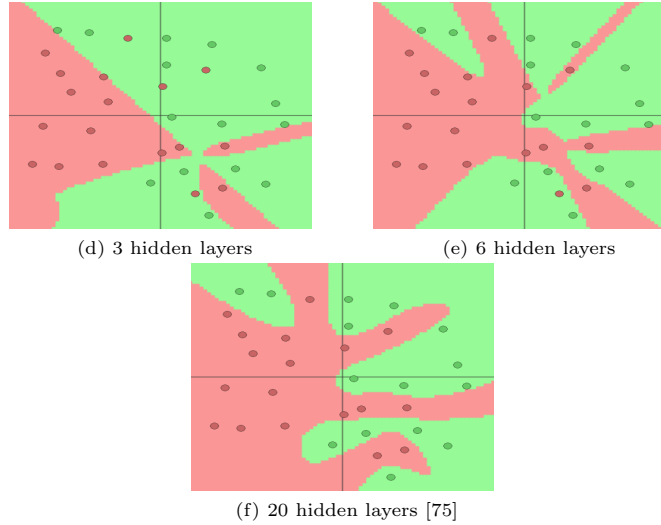 (d) 3 hidden layers
(e) 6 hidden layers
(f) 20 hidden layers [75]